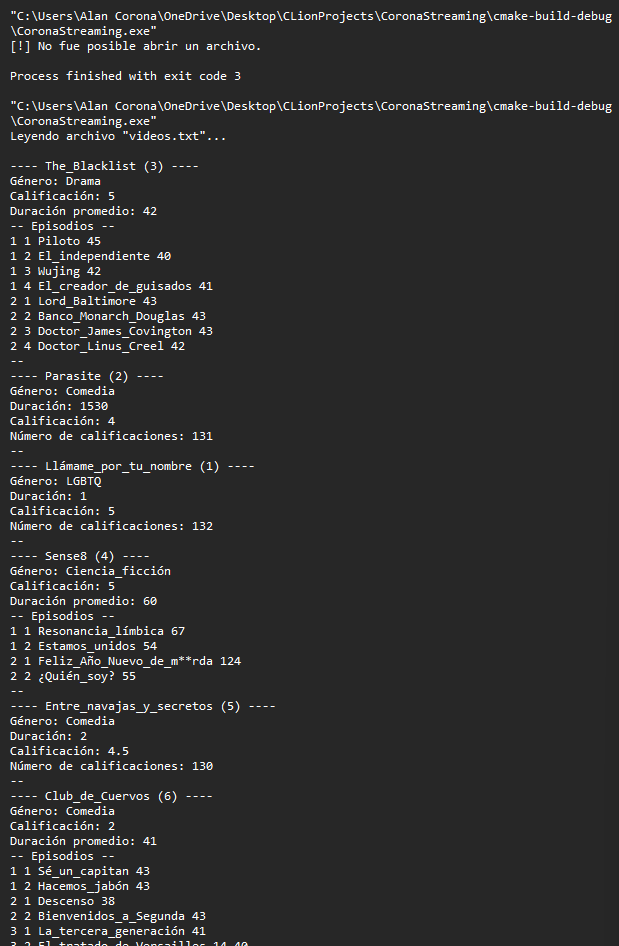 "C:\Users\Alan Corona\OneDrive\Desktop\CLionProjects\CoronaStreaming\cmake-build-debug
\CoronaStreaming.exe"
[!] No fue posible abrir un archivo.
Process finished with exit code 3
"C:\Users\Alan Corona\OneDrive\Desktop\CLionProjects\CoronaStreaming\cmake-build-debug
\CoronaStreaming.exe"
Leyendo archivo "videos.txt"...
---- The_Blacklist (3) ----
Género: Drama
Calificación: 5
Duración promedio: 42
-- Episodios --
1 1 Piloto 45
1 2 El_independiente 40
1 3 Wujing 42
1 4 El_creador_de_guisados 41
2 1 Lord_Baltimore 43
2 2 Banco_Monarch_Douglas 43
2 3 Doctor_James_Covington 43
2 4 Doctor_Linus_Creel 42
--
---- Parasite (2) ----
Género: Comedia
Duración: 1530
Calificación: 4
Número de calificaciones: 131
--
---- Llámame_por_tu_nombre (1) ----
Género: LGBTQ
Duración: 1
Calificación: 5
Número de calificaciones: 132
--
---- Sense8 (4) ----
Género: Ciencia_ficción
Calificación: 5
Duración promedio: 60
-- Episodios --
1 1 Resonancia_límbica 67
1 2 Estamos_unidos 54
2 1 Feliz_Año_Nuevo_de_m**rda 124
2 2 ¿Quién_soy? 55
--
---- Entre_navajas_y_secretos (5) ----
Género: Comedia
Duración: 2
Calificación: 4.5
Número de calificaciones: 130
--
---- Club_de_Cuervos (6) ----
Género: Comedia
Calificación: 2
Duración promedio: 41
-- Episodios --
1 1 Sé_un_capitan 43
1 2 Hacemos_jabón 43
2 1 Descenso 38
2 2 Bienvenidos_a_Segunda 43
3 1 La_tercera_generación 41
3 2 El_tratado_de_Versailles_14 40